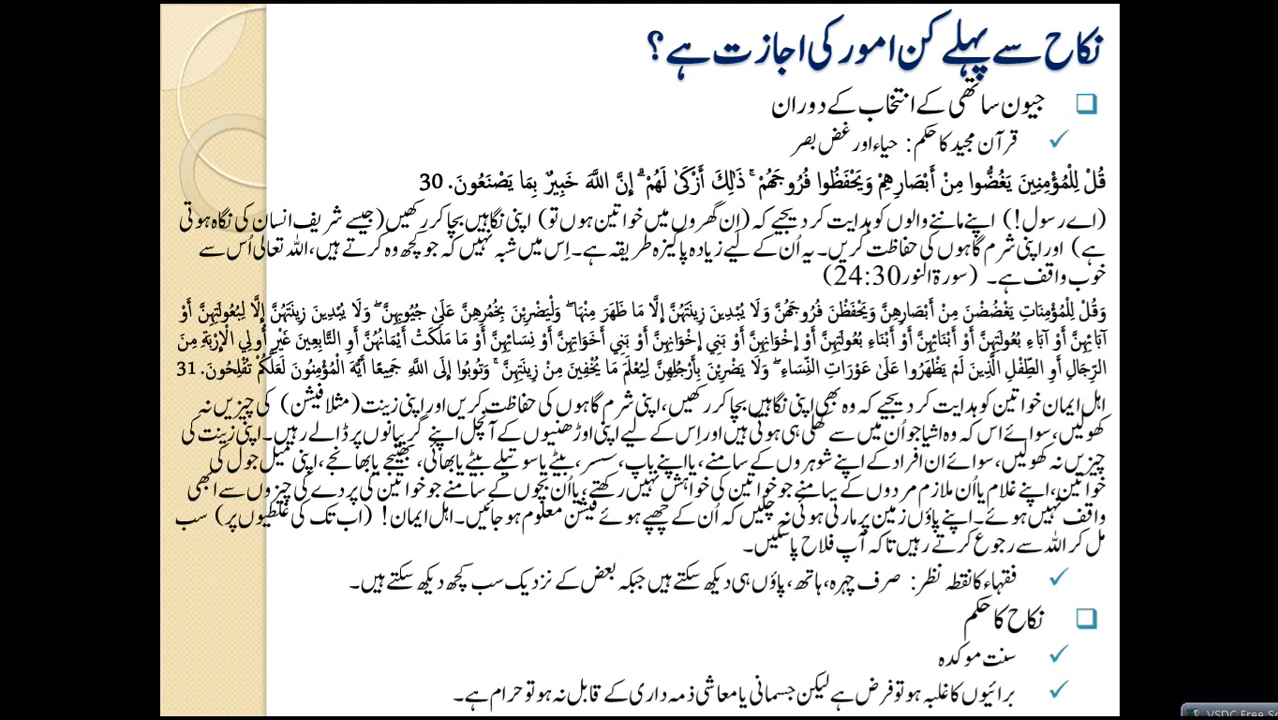 نکاح سے پہلے کن امور کی اجازت ہے؟
جیون ساتھی کے انتخاب کے دوران
قرآن مجید کا حکم: حیاء اور غض بصر
قُلْ لِلْمُؤْمِنِينَ يَغُضُّوا مِنْ أَبْصَارِهِمْ وَيَحْفَظُوا فُرُوجَهُمْ ۚ ذَٰلِكَ أَزْكَىٰ لَهُمْ ۗ إِنَّ اللَّهَ خَبِيرٌ بِمَا يَصْنَعُونَ. 30
(اے رسول!) اپنے ماننے والوں کو ہدایت کر دیجیے کہ (اِن گھروں میں خواتین ہوں تو) اپنی نگاہیں بچا کر رکھیں (جیسے شریف انسان کی نگاہ ہوتی
ہے) اور اپنی شرم گاہوں کی حفاظت کریں۔ یہ اُن کے لیے زیادہ پاکیزہ طریقہ ہے۔ اِس میں شبہ نہیں کہ جو کچھ وہ کرتے ہیں، اللہ تعالی اُس سے
خوب واقف ہے۔ (سورۃ النور 24:30)
وَقُلْ لِلْمُؤْمِنَاتِ يَغْضُضْنَ مِنْ أَبْصَارِهِنَّ وَيَحْفَظْنَ فُرُوجَهُنَّ وَلَا يُبْدِينَ زِينَتَهُنَّ إِلَّا مَا ظَهَرَ مِنْهَا ۖ وَلْيَضْرِبْنَ بِخُمُرِهِنَّ عَلَىٰ جُيُوبِهِنَّ ۖ وَلَا يُبْدِينَ زِينَتَهُنَّ إِلَّا لِبُعُولَتِهِنَّ أَوْ
آبَائِهِنَّ أَوْ آبَاءِ بُعُولَتِهِنَّ أَوْ أَبْنَائِهِنَّ أَوْ أَبْنَاءِ بُعُولَتِهِنَّ أَوْ إِخْوَانِهِنَّ أَوْ بَنِي إِخْوَانِهِنَّ أَوْ بَنِي أَخَوَاتِهِنَّ أَوْ نِسَائِهِنَّ أَوْ مَا مَلَكَتْ أَيْمَانُهُنَّ أَوِ التَّابِعِينَ غَيْرِ أُولِي الْإِرْبَةِ مِنَ
الرِّجَالِ أَوِ الطِّفْلِ الَّذِينَ لَمْ يَظْهَرُوا عَلَىٰ عَوْرَاتِ النِّسَاءِ ۖ وَلَا يَضْرِبْنَ بِأَرْجُلِهِنَّ لِيُعْلَمَ مَا يُخْفِينَ مِنْ زِينَتِهِنَّ ۚ وَتُوبُوا إِلَى اللَّهِ جَمِيعًا أَيُّهَ الْمُؤْمِنُونَ لَعَلَّكُمْ تُفْلِحُونَ. 31
اہل ایمان خواتین کو ہدایت کر دیجیے کہ وہ بھی اپنی نگاہیں بچا کر رکھیں، اپنی شرم گاہوں کی حفاظت کریں اور اپنی زینت (مثلا فیشن) کی چیزیں نہ
کھولیں، سوائے اس کہ وہ اشیا جو اُن میں سے کھلی ہی ہوتی ہیں اور اِس کے لیے اپنی اوڑھنیوں کے آنچل اپنے گریبانوں پر ڈالے رہیں۔ اپنی زینت کی
چیزیں نہ کھولیں، سوائے ان افراد کے اپنے شوہروں کے سامنے، یا اپنے باپ، سسر، بیٹے یا سوتیلے بیٹے یا بھائی، بھتیجے یا بھانجے، اپنی میل جول کی
خواتین، اپنے غلام یا اُن ملازم مردوں کے سامنے جو خواتین کی خواہش نہیں رکھتے، یا اُن بچوں کے سامنے جو خواتین کی پردے کی چیزوں سے ابھی
واقف نہیں ہوئے۔ اپنے پاؤں زمین پر مارتی ہوئی نہ چلیں کہ اُن کے چھپے ہوئے فیشن معلوم ہو جائیں۔ اہل ایمان! (اب تک کی غلطیوں پر) سب
مل کر اللہ سے رجوع کرتے رہیں تاکہ آپ فلاح پا سکیں۔
فقہاء کا نقطہ نظر: صرف چہرہ، ہاتھ، پاؤں ہی دیکھ سکتے ہیں جبکہ بعض کے نزدیک سب کچھ دیکھ سکتے ہیں۔
نکاح کا حکم
سنت موکدہ
برائیوں کا غلبہ ہو تو فرض ہے لیکن جسمانی یا معاشی ذمہ داری کے قابل نہ ہو تو حرام ہے۔
VSDC Free